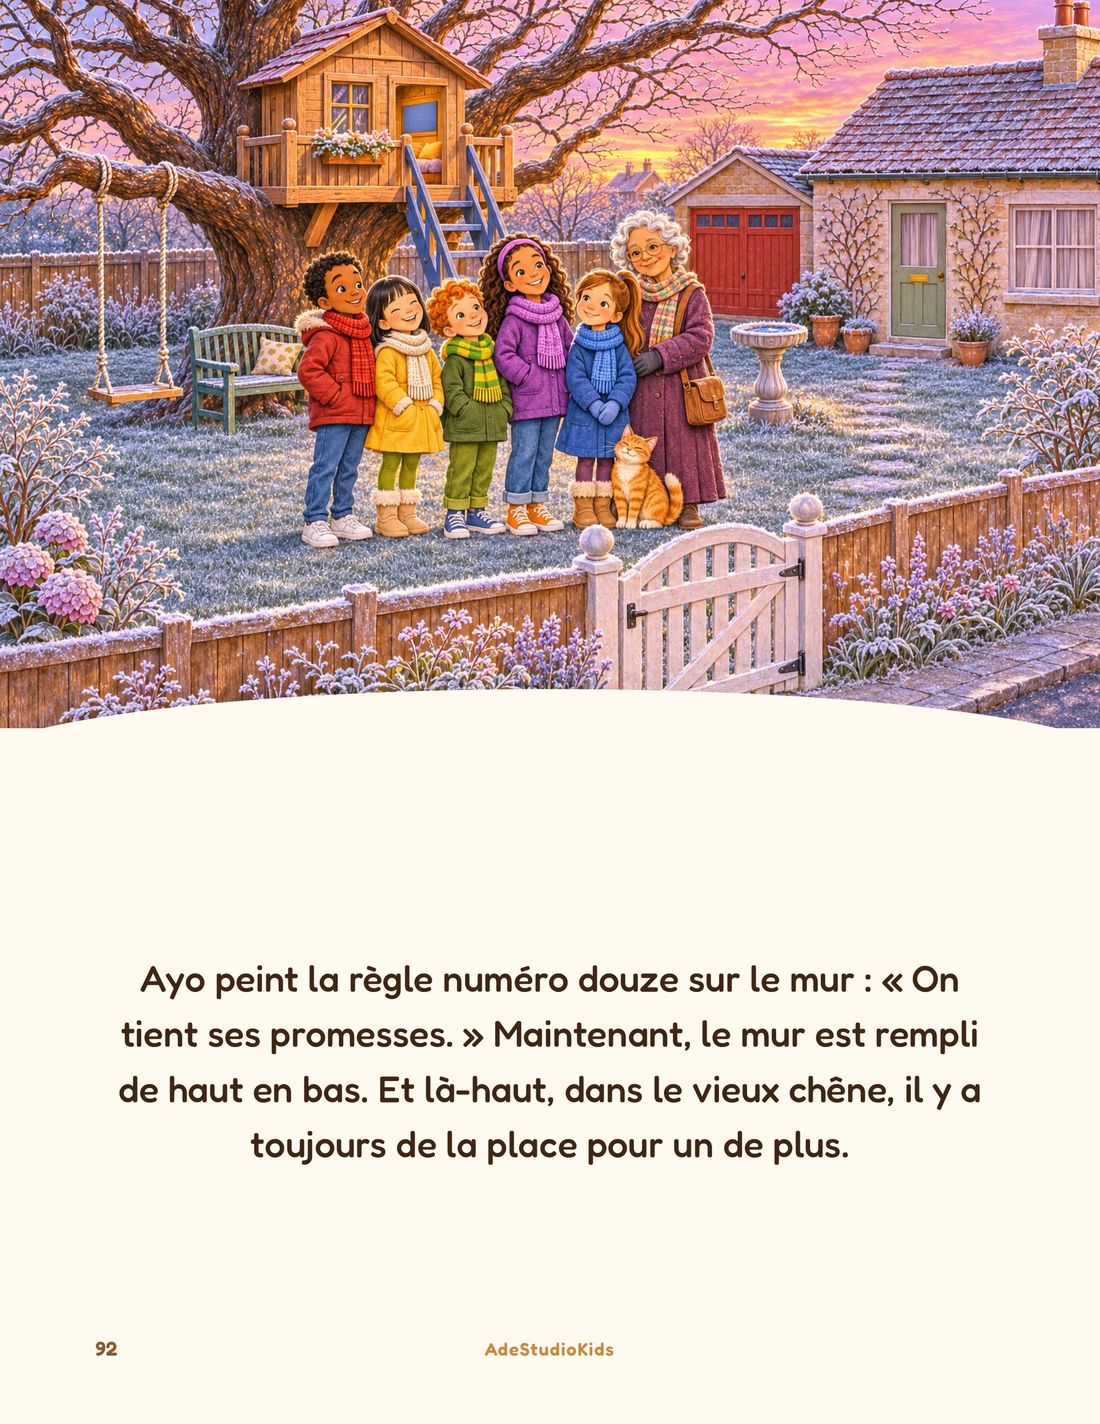 Ayo peint la règle numéro douze sur le mur : « On
tient ses promesses. » Maintenant, le mur est rempli
de haut en bas. Et là-haut, dans le vieux chêne, il y a
toujours de la place pour un de plus.
92
AdeStudioKids